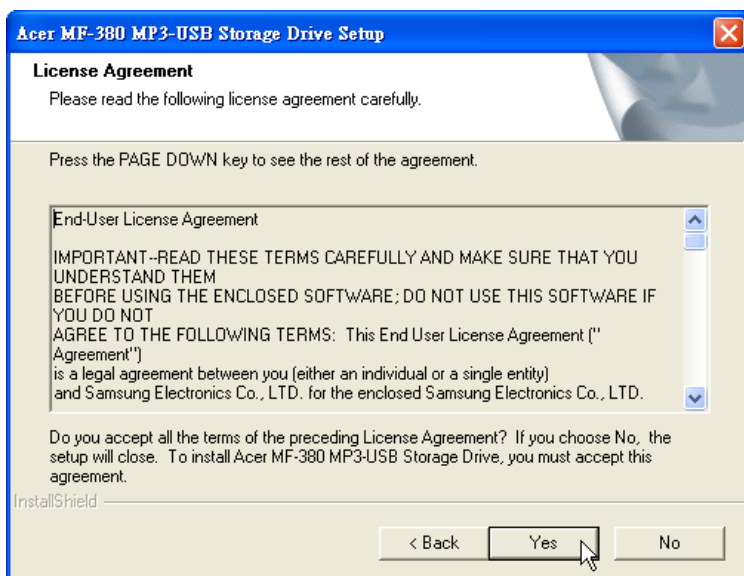 Acer MF-380 MP3-USB Storage Drive Setup
License Agreement
Please read the following license agreement carefully.
Press the PAGE DOWN key to see the rest of the agreement.
End-User License Agreement
IMPORTANT--READ THESE TERMS CAREFULLY AND MAKE SURE THAT YOU
UNDERSTAND THEM
BEFORE USING THE ENCLOSED SOFTWARE; DO NOT USE THIS SOFTWARE IF
YOU DO NOT
AGREE TO THE FOLLOWING TERMS:  This End User License Agreement ("
Agreement")
is a legal agreement between you (either an individual or a single entity)
and Samsung Electronics Co., LTD. for the enclosed Samsung Electronics Co., LTD.
Do you accept all the terms of the preceding License Agreement?  If you choose No,  the
setup will close.  To install Acer MF-380 MP3-USB Storage Drive, you must accept this
agreement.
InstallShield
< Back
Yes
No